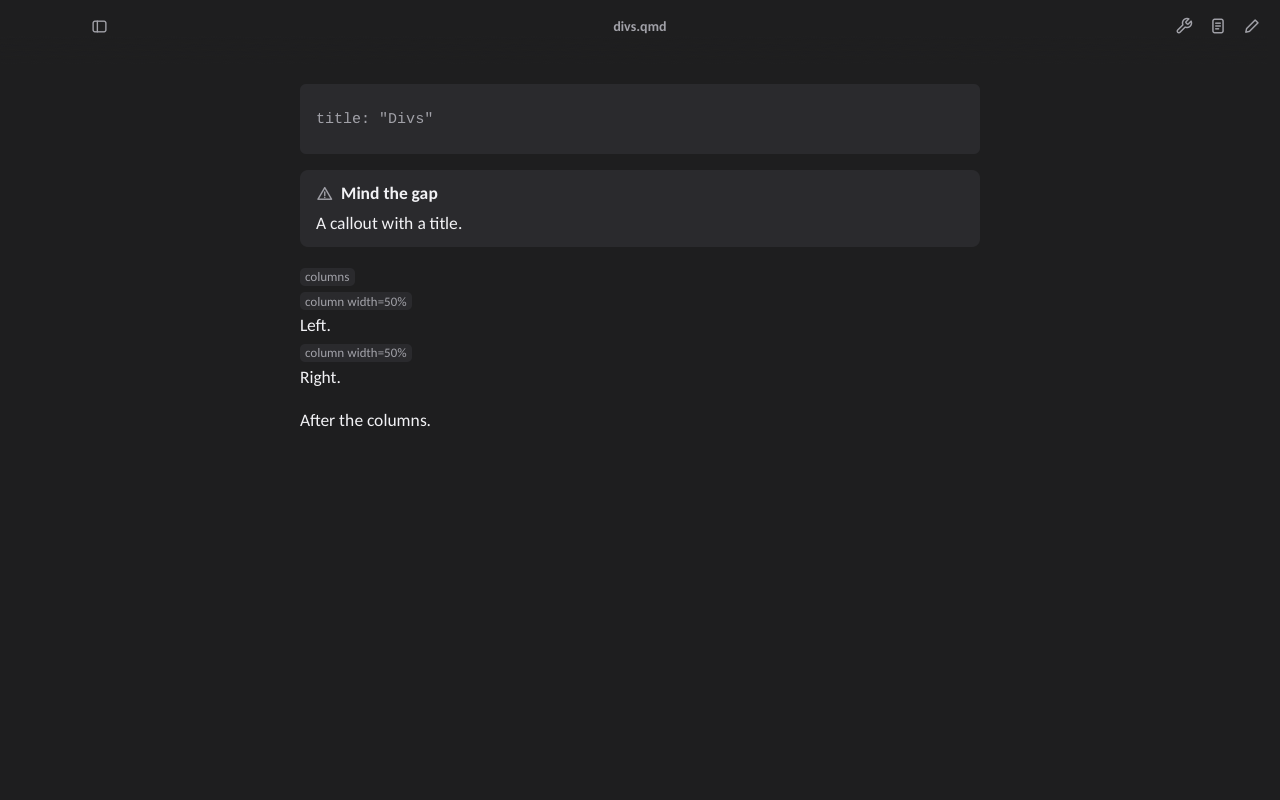 divs.qmd
title: "Divs"
Mind the gap
A callout with a title.
columns
column width=50%
Left.
column width=50%
Right.
After the columns.